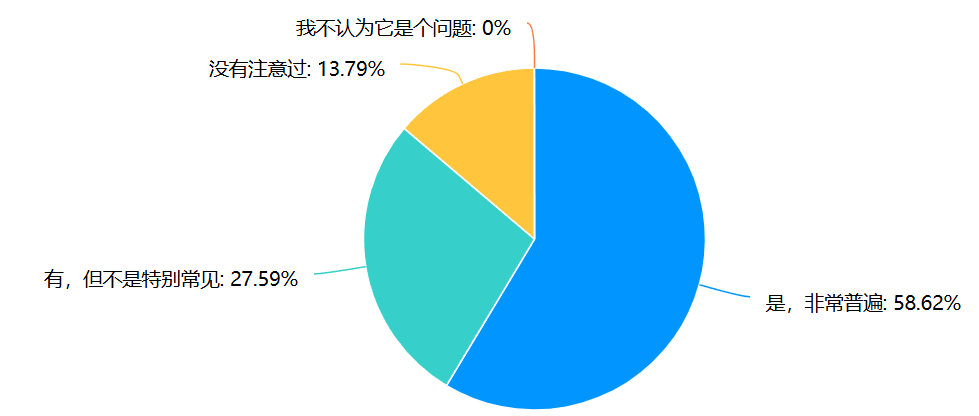 我不认为它是个问题: 0%
没有注意过: 13.79%
有，但不是特别常见: 27.59%
是，非常普遍: 58.62%